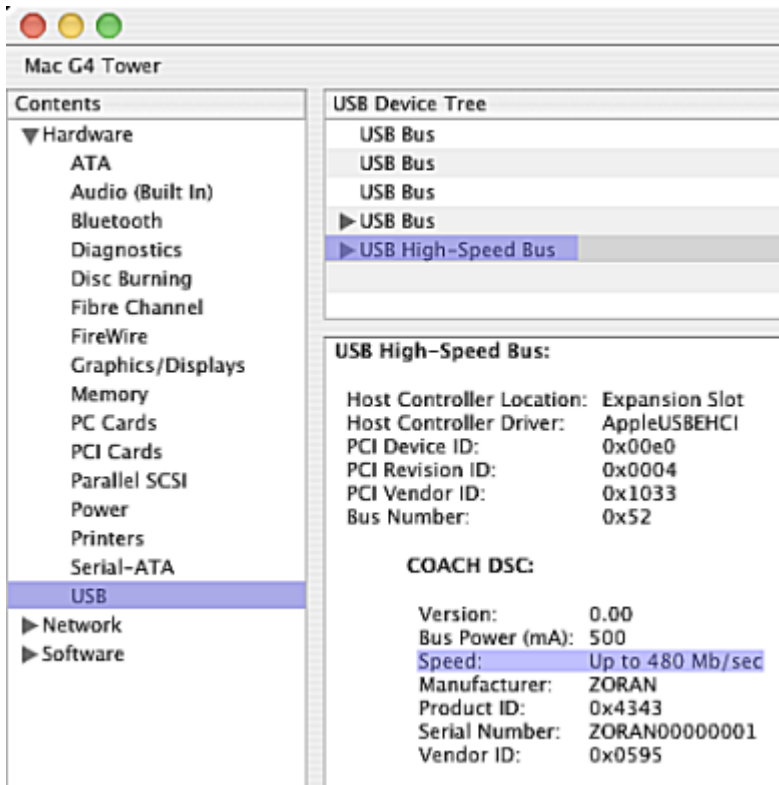 Mac G4 Tower
Contents
Hardware
ATA
Audio (Built In)
Bluetooth
Diagnostics
Disc Burning
Fibre Channel
FireWire
Graphics/Displays
Memory
PC Cards
PCI Cards
Parallel SCSI
Power
Printers
Serial-ATA
USB
Network
Software
USB Device Tree
USB Bus
USB Bus
USB Bus
USB Bus
USB High-Speed Bus
USB High-Speed Bus:
Host Controller Location: Expansion Slot
Host Controller Driver: AppleUSBEHCI
PCI Device ID: 0x00e0
PCI Revision ID: 0x0004
PCI Vendor ID: 0x1033
Bus Number: 0x52
COACH DSC:
Version: 0.00
Bus Power (mA): 500
Speed: Up to 480 Mb/sec
Manufacturer: ZORAN
Product ID: 0x4343
Serial Number: ZORAN00000001
Vendor ID: 0x0595